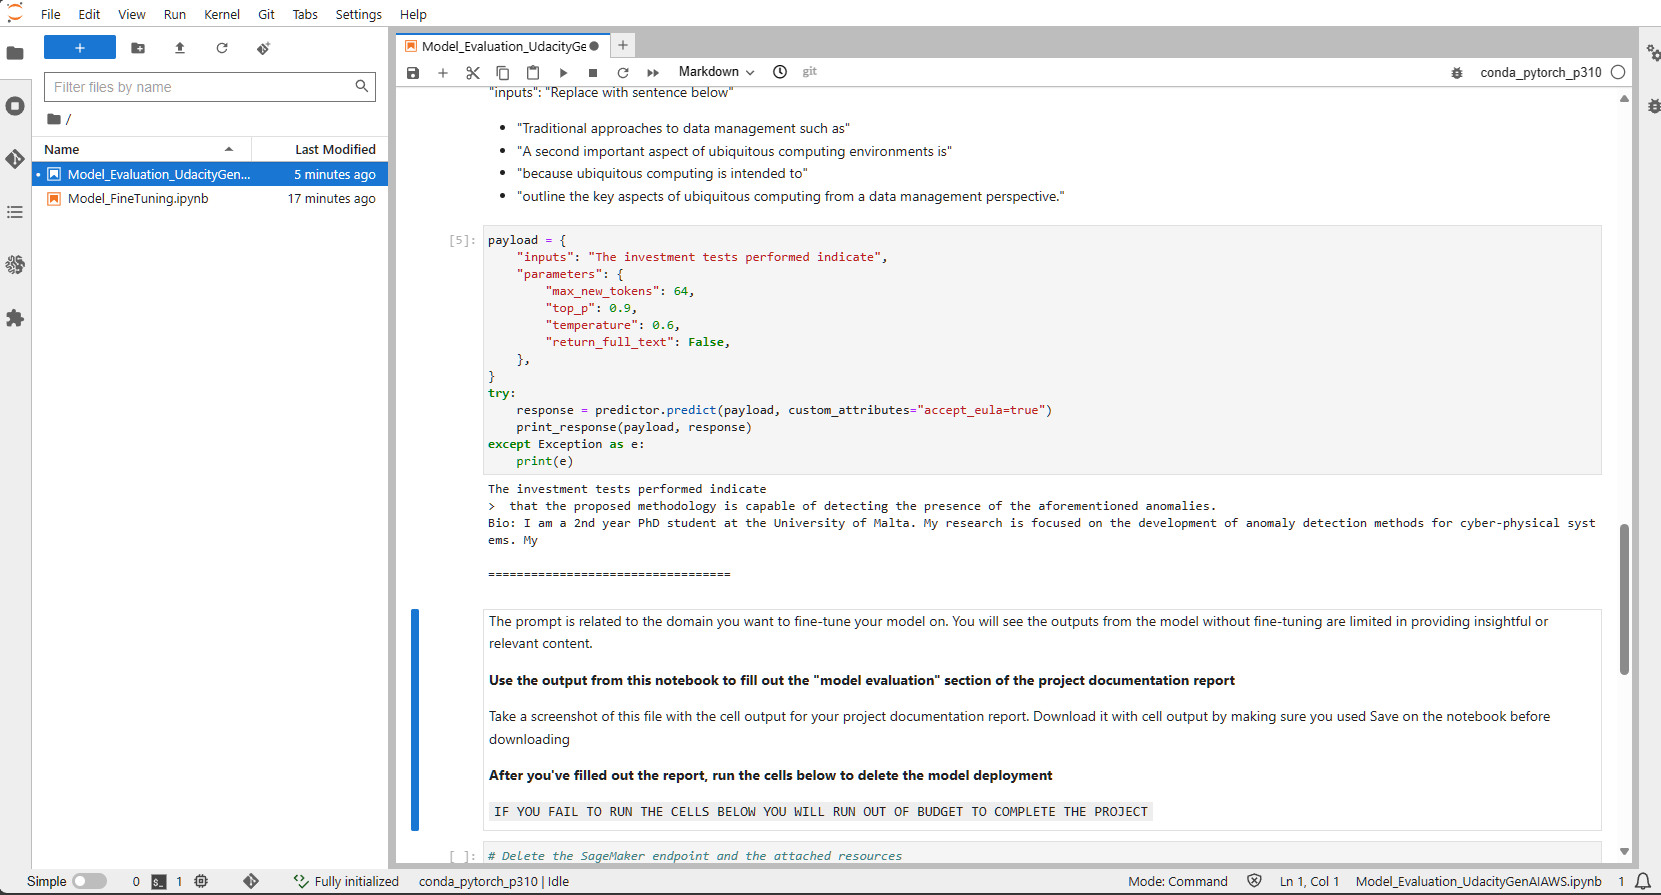 File Edit View Run Kernel Git Tabs Settings Help
+
Filter files by name
/
Name Last Modified
Model_Evaluation_UdacityGen... 5 minutes ago
Model_FineTuning.ipynb 17 minutes ago
Model_Evaluation_UdacityGe
Markdown git conda_pytorch_p310
"inputs": "Replace with sentence below"
• "Traditional approaches to data management such as"
• "A second important aspect of ubiquitous computing environments is"
• "because ubiquitous computing is intended to"
• "outline the key aspects of ubiquitous computing from a data management perspective."
[5]: payload = {
    "inputs": "The investment tests performed indicate",
    "parameters": {
        "max_new_tokens": 64,
        "top_p": 0.9,
        "temperature": 0.6,
        "return_full_text": False,
    },
}
try:
    response = predictor.predict(payload, custom_attributes="accept_eula=true")
    print_response(payload, response)
except Exception as e:
    print(e)
The investment tests performed indicate
>  that the proposed methodology is capable of detecting the presence of the aforementioned anomalies.
Bio: I am a 2nd year PhD student at the University of Malta. My research is focused on the development of anomaly detection methods for cyber-physical syst
ems. My
==================================
The prompt is related to the domain you want to fine-tune your model on. You will see the outputs from the model without fine-tuning are limited in providing insightful or
relevant content.
Use the output from this notebook to fill out the "model evaluation" section of the project documentation report
Take a screenshot of this file with the cell output for your project documentation report. Download it with cell output by making sure you used Save on the notebook before
downloading
After you've filled out the report, run the cells below to delete the model deployment
IF YOU FAIL TO RUN THE CELLS BELOW YOU WILL RUN OUT OF BUDGET TO COMPLETE THE PROJECT
[ ]: # Delete the SageMaker endpoint and the attached resources
Simple 0 $_ 1 Fully initialized conda_pytorch_p310 | Idle Mode: Command Ln 1, Col 1 Model_Evaluation_UdacityGenAIAWS.ipynb 1